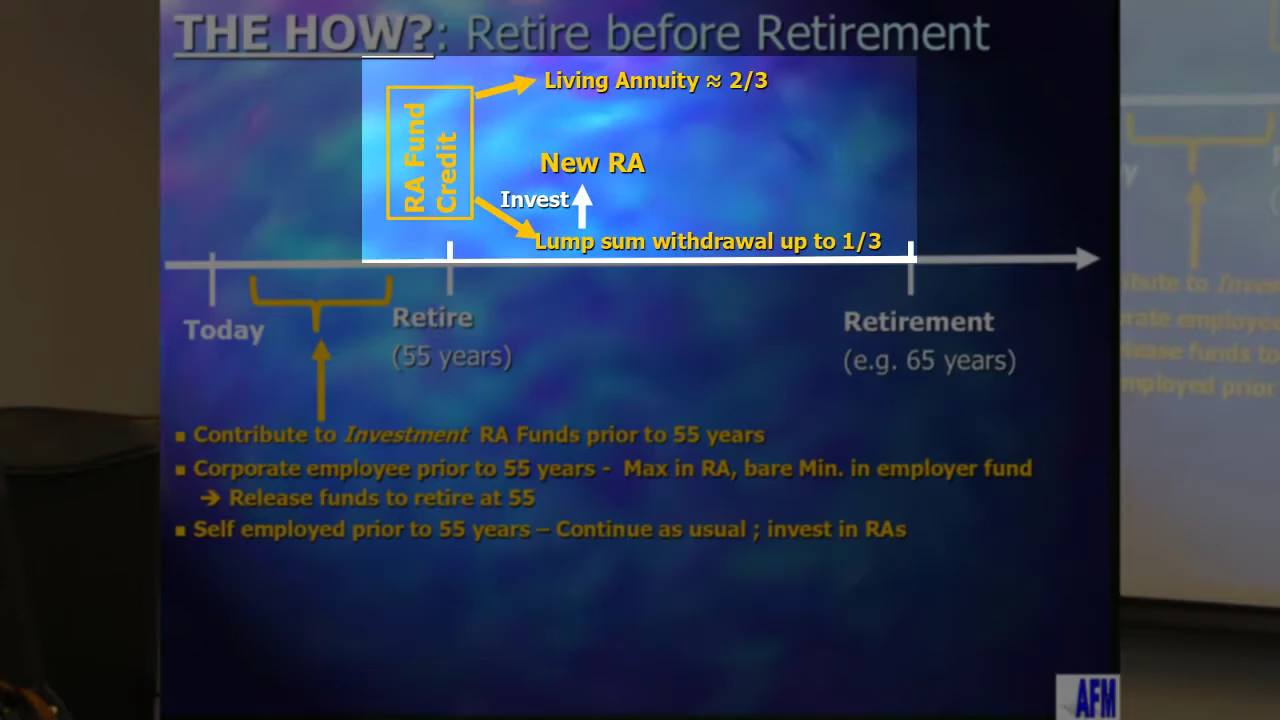 THE HOW?: Retire before Retirement
Living Annuity ≈ 2/3
RA Fund
Credit
New RA
Invest
Lump sum withdrawal up to 1/3
Today
Retire
(55 years)
Retirement
(e.g. 65 years)
▪ Contribute to Investment RA Funds prior to 55 years
▪ Corporate employee prior to 55 years - Max in RA, bare Min. in employer fund
➔ Release funds to retire at 55
▪ Self employed prior to 55 years – Continue as usual ; invest in RAs
AFM